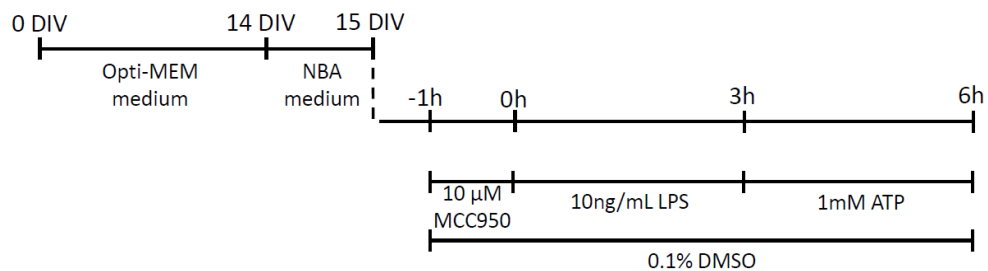 0 DIV
14 DIV
15 DIV
Opti-MEM
medium
NBA
medium
-1h
0h
3h
6h
10 µM
MCC950
10ng/mL LPS
1mM ATP
0.1% DMSO